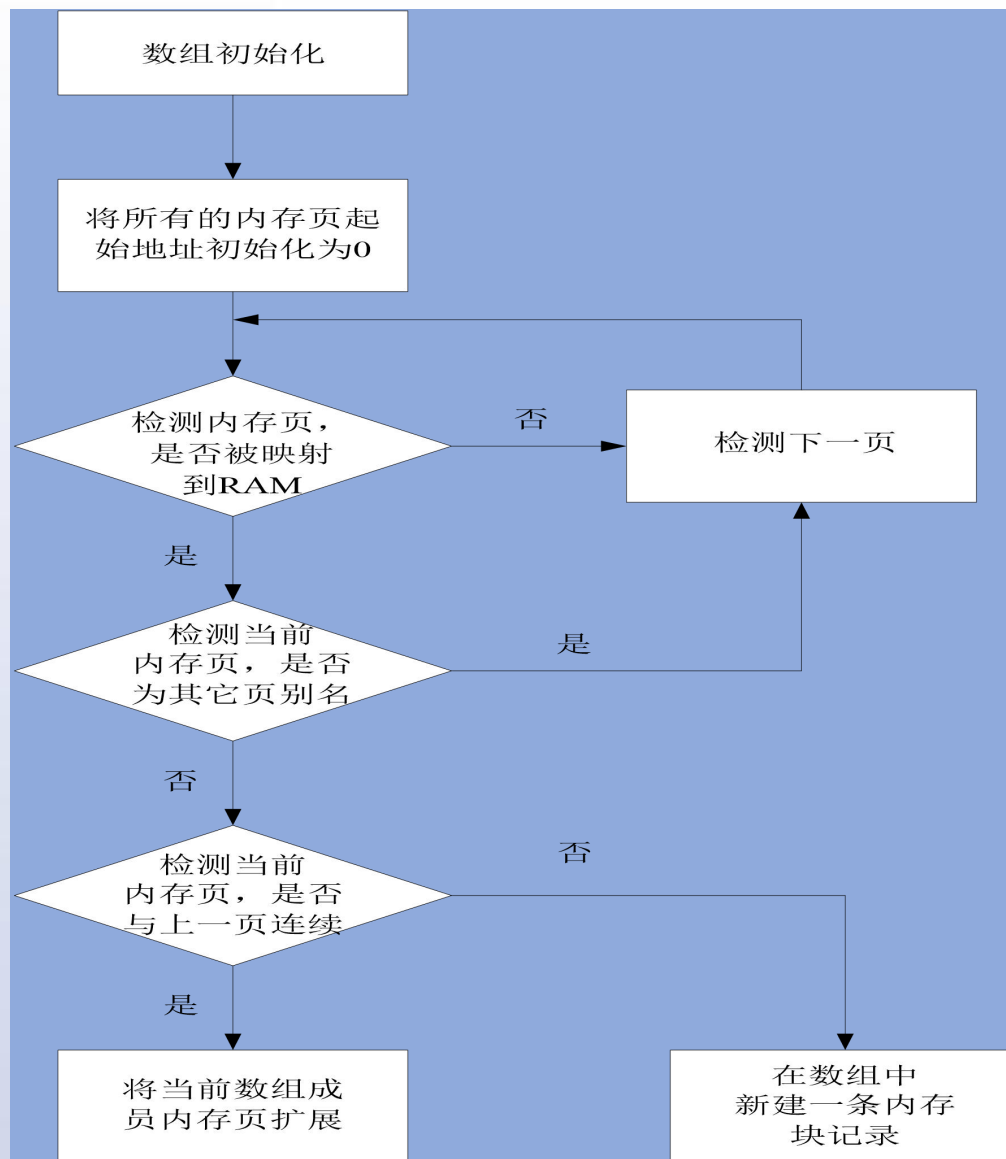 数组初始化
将所有的内存页起
始地址初始化为0
检测内存页，
是否被映射
到RAM
否
检测下一页
是
检测当前
内存页，是否
为其它页别名
是
否
检测当前
内存页，是否
与上一页连续
否
是
将当前数组成
员内存页扩展
在数组中
新建一条内存
块记录